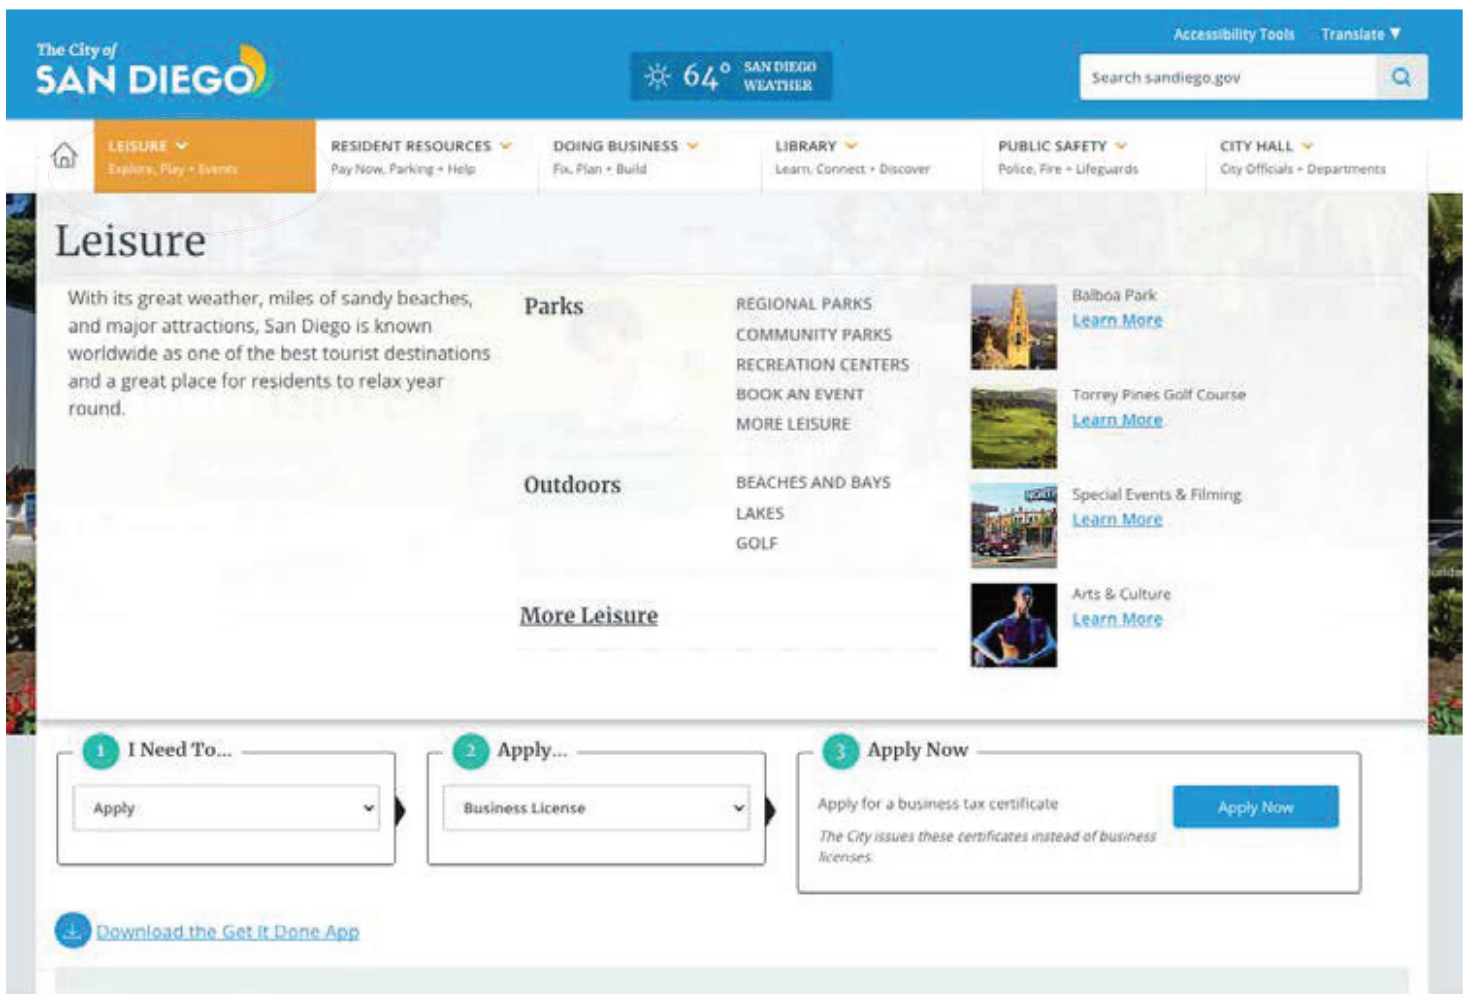 Accessibility Tools Translate ▼
The City of
SAN DIEGO
64° SAN DIEGO
WEATHER
Search sandiego.gov
LEISURE
Explore, Play + Events
RESIDENT RESOURCES
Pay Now, Parking + Help
DOING BUSINESS
Fix, Plan + Build
LIBRARY
Learn, Connect + Discover
PUBLIC SAFETY
Police, Fire + Lifeguards
CITY HALL
City Officials + Departments
Leisure
With its great weather, miles of sandy beaches,
and major attractions, San Diego is known
worldwide as one of the best tourist destinations
and a great place for residents to relax year
round.
Parks
REGIONAL PARKS
COMMUNITY PARKS
RECREATION CENTERS
BOOK AN EVENT
MORE LEISURE
Outdoors
BEACHES AND BAYS
LAKES
GOLF
More Leisure
Balboa Park
Learn More
Torrey Pines Golf Course
Learn More
NORTH
Special Events & Filming
Learn More
Arts & Culture
Learn More
1 I Need To...
Apply
2 Apply...
Business License
3 Apply Now
Apply for a business tax certificate
The City issues these certificates instead of business
licenses.
Apply Now
Download the Get It Done App